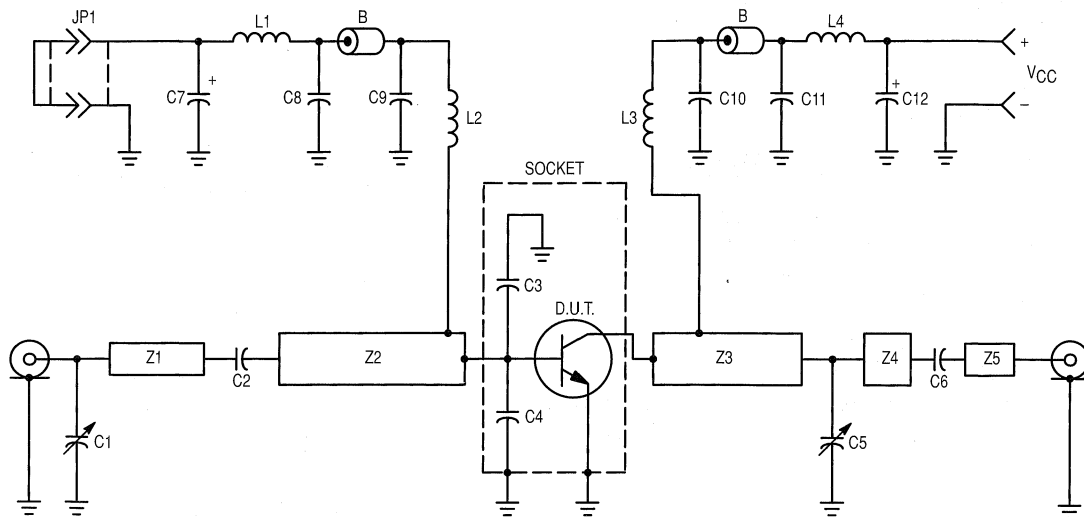 JP1
L1
B
B
L4
+
VCC
–
C7
+
C8
C9
L2
L3
C10
C11
+
C12
SOCKET
C3
D.U.T.
Z1
C2
Z2
Z3
Z4
C6
Z5
C1
C4
C5